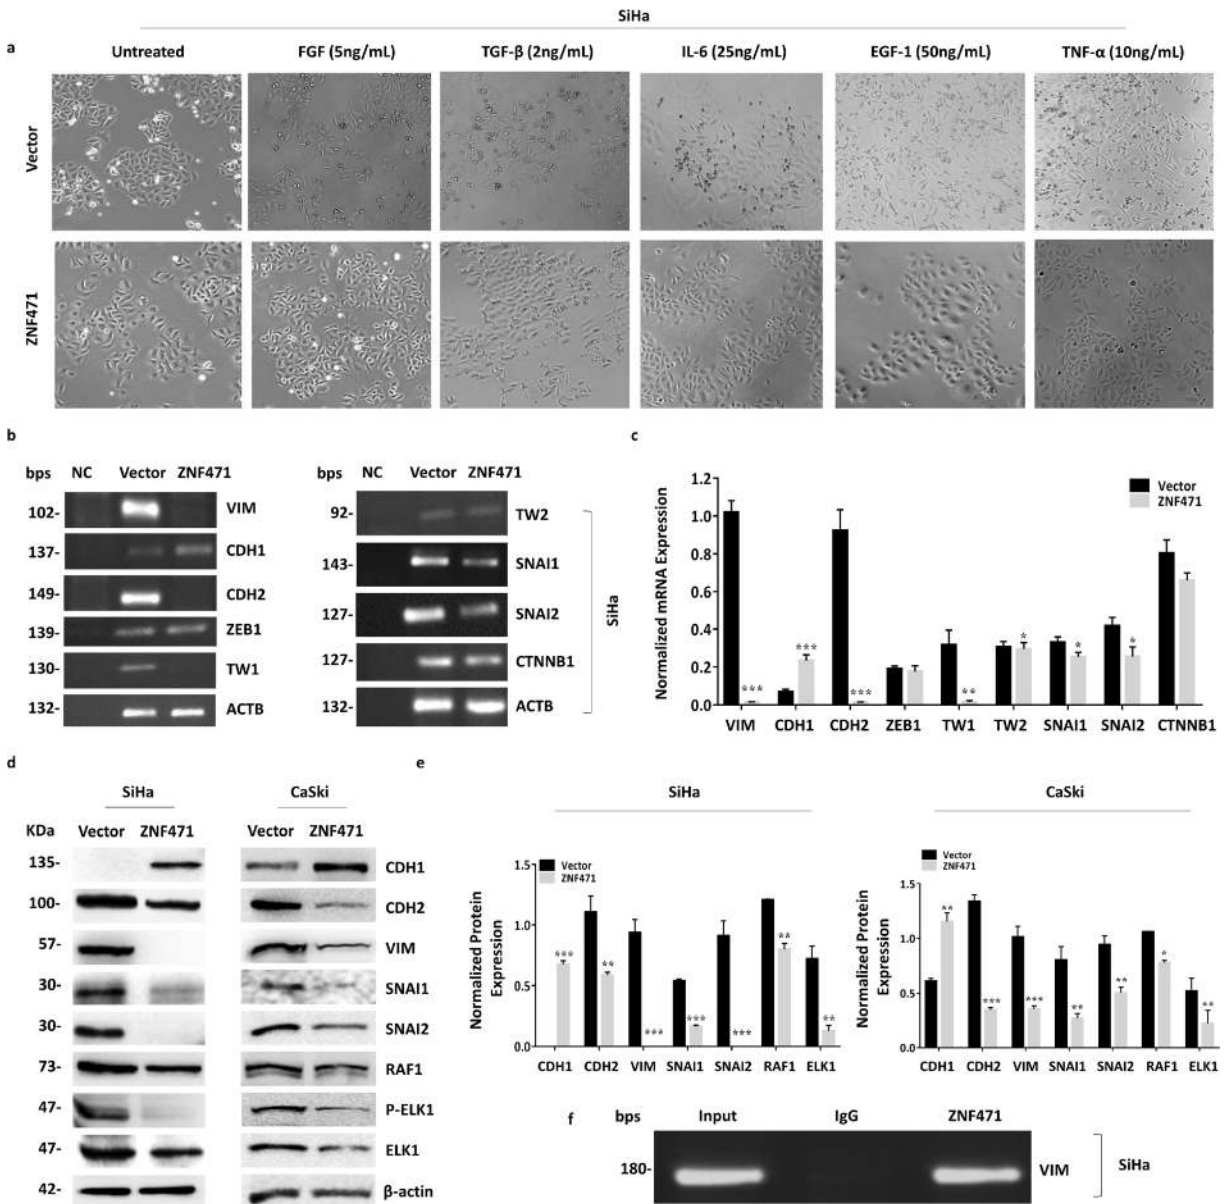 SiHa
a
Untreated FGF (5ng/mL) TGF-β (2ng/mL) IL-6 (25ng/mL) EGF-1 (50ng/mL) TNF-α (10ng/mL)
Vector
ZNF471
b
bps NC Vector ZNF471
102- VIM
137- CDH1
149- CDH2
139- ZEB1
130- TW1
132- ACTB
bps NC Vector ZNF471
92- TW2
143- SNAI1
127- SNAI2
127- CTNNB1
132- ACTB
SiHa
c
Normalized mRNA Expression
1.2
1.0
0.8
0.6
0.4
0.2
0.0
Vector
ZNF471
*** *** *** ** * * *
VIM CDH1 CDH2 ZEB1 TW1 TW2 SNAI1 SNAI2 CTNNB1
d
SiHa CaSki
KDa Vector ZNF471 Vector ZNF471
135- CDH1
100- CDH2
57- VIM
30- SNAI1
30- SNAI2
73- RAF1
47- P-ELK1
47- ELK1
42- β-actin
e
SiHa
Normalized Protein
Expression
1.5
1.0
0.5
0.0
Vector
ZNF471
*** ** *** *** *** ** **
CDH1 CDH2 VIM SNAI1 SNAI2 RAF1 ELK1
CaSki
Normalized Protein
Expression
1.5
1.0
0.5
0.0
Vector
ZNF471
** *** *** ** ** * **
CDH1 CDH2 VIM SNAI1 SNAI2 RAF1 ELK1
f
bps Input IgG ZNF471
180- VIM
SiHa